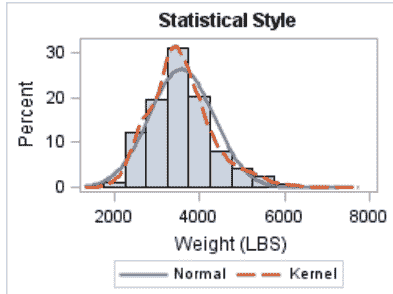 Statistical Style
30
20
10
0
Percent
2000 4000 6000 8000
Weight (LBS)
Normal Kernel